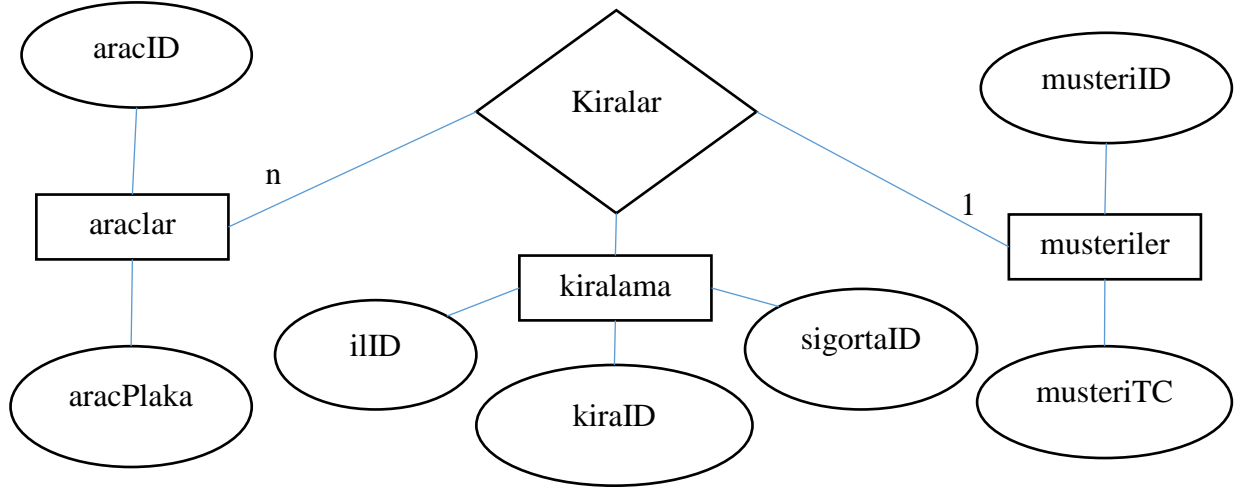 aracID
Kiralar
musteriID
n
1
araclar
musteriler
kiralama
ilID
sigortaID
aracPlaka
kiraID
musteriTC